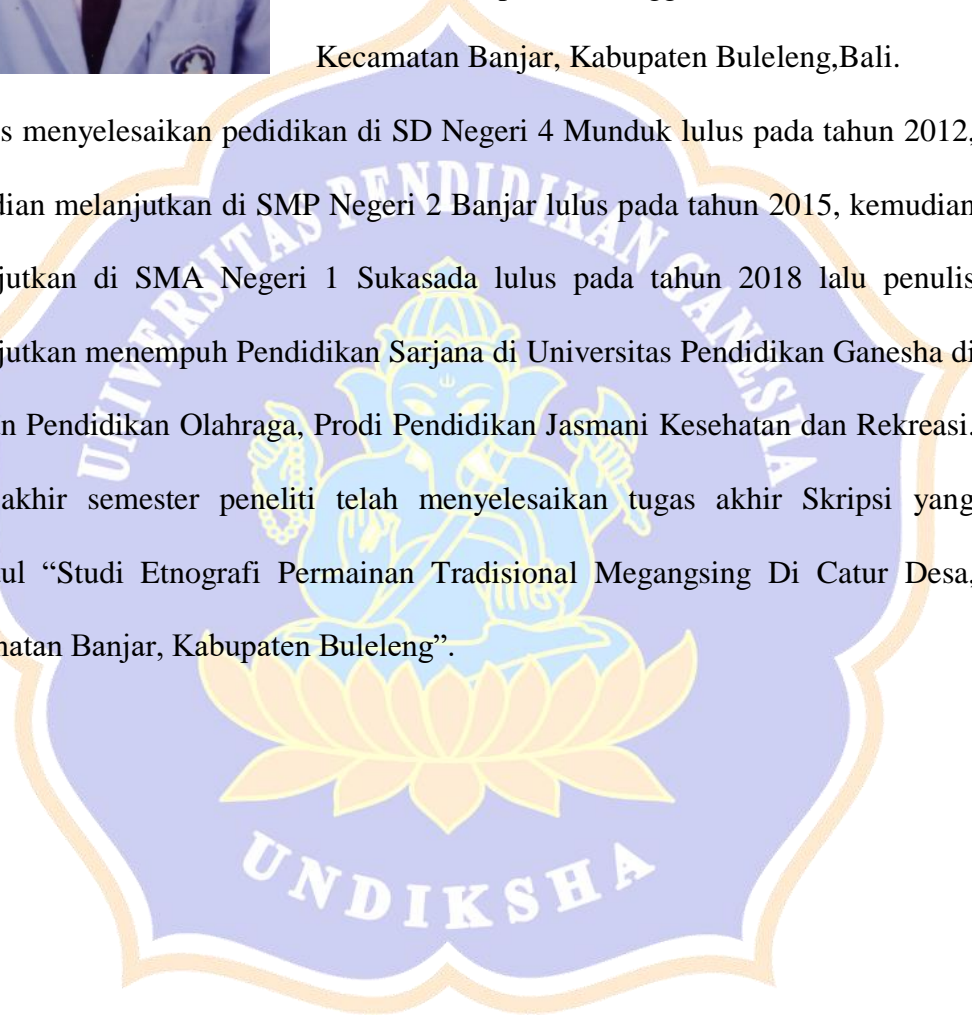 Kecamatan Banjar, Kabupaten Buleleng,Bali.
s menyelesaikan pedidikan di SD Negeri 4 Munduk lulus pada tahun 2012,
dian melanjutkan di SMP Negeri 2 Banjar lulus pada tahun 2015, kemudian
jutkan di SMA Negeri 1 Sukasada lulus pada tahun 2018 lalu penulis
jutkan menempuh Pendidikan Sarjana di Universitas Pendidikan Ganesha di
n Pendidikan Olahraga, Prodi Pendidikan Jasmani Kesehatan dan Rekreasi.
akhir semester peneliti telah menyelesaikan tugas akhir Skripsi yang
ul “Studi Etnografi Permainan Tradisional Megangsing Di Catur Desa,
matan Banjar, Kabupaten Buleleng”.
UNIVERSITAS PENDIDIKAN GANESHA
UNDIKSHA